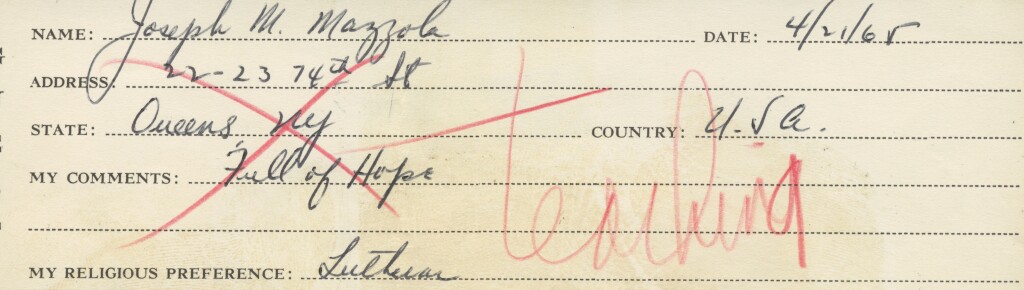 NAME: Joseph M. Mazzola DATE: 4/21/65
ADDRESS: 22-23 74th St
STATE: Queens, NY COUNTRY: U.S.A.
MY COMMENTS: Full of Hope
teaching
MY RELIGIOUS PREFERENCE: Lutheran